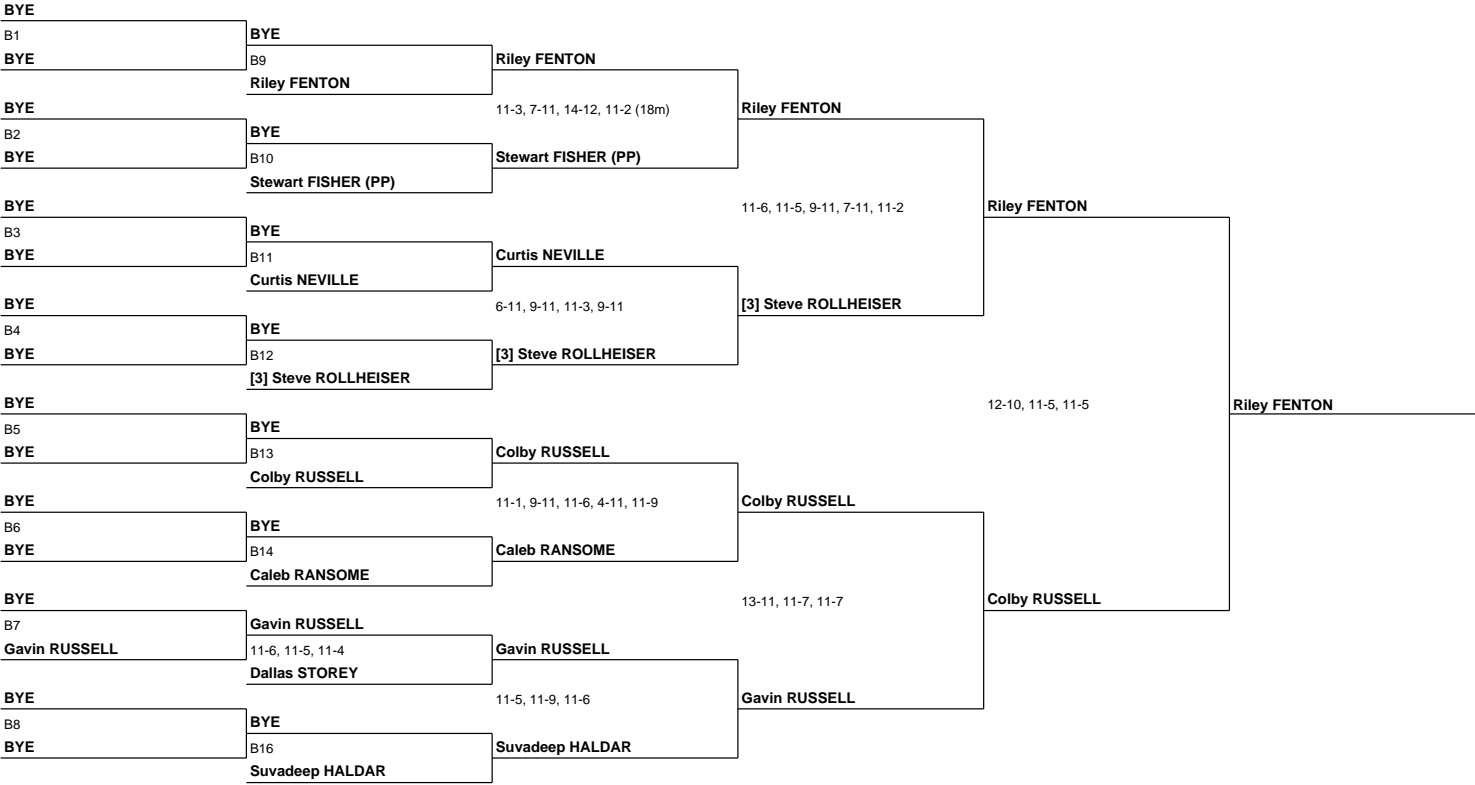 BYE
B1
BYE
BYE
B9
Riley FENTON
Riley FENTON
BYE
B2
BYE
BYE
B10
Stewart FISHER (PP)
11-3, 7-11, 14-12, 11-2 (18m)
Stewart FISHER (PP)
Riley FENTON
BYE
B3
BYE
BYE
B11
Curtis NEVILLE
Curtis NEVILLE
11-6, 11-5, 9-11, 7-11, 11-2
Riley FENTON
BYE
B4
BYE
BYE
B12
[3] Steve ROLLHEISER
6-11, 9-11, 11-3, 9-11
[3] Steve ROLLHEISER
[3] Steve ROLLHEISER
BYE
B5
BYE
BYE
B13
Colby RUSSELL
Colby RUSSELL
12-10, 11-5, 11-5
Riley FENTON
BYE
B6
BYE
BYE
B14
Caleb RANSOME
11-1, 9-11, 11-6, 4-11, 11-9
Caleb RANSOME
Colby RUSSELL
BYE
B7
Gavin RUSSELL
Gavin RUSSELL
11-6, 11-5, 11-4
Dallas STOREY
Gavin RUSSELL
13-11, 11-7, 11-7
Colby RUSSELL
BYE
B8
BYE
BYE
B16
Suvadeep HALDAR
11-5, 11-9, 11-6
Suvadeep HALDAR
Gavin RUSSELL